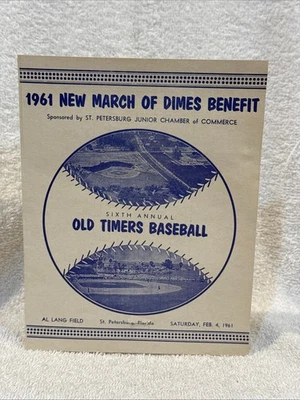 1961 NEW MARCH OF DIMES BENEFIT
Sponsored by ST. PETERSBURG JUNIOR CHAMBER of COMMERCE
SIXTH ANNUAL
OLD TIMERS BASEBALL
AL LANG FIELD St. Petersburg, Florida SATURDAY, FEB. 4, 1961